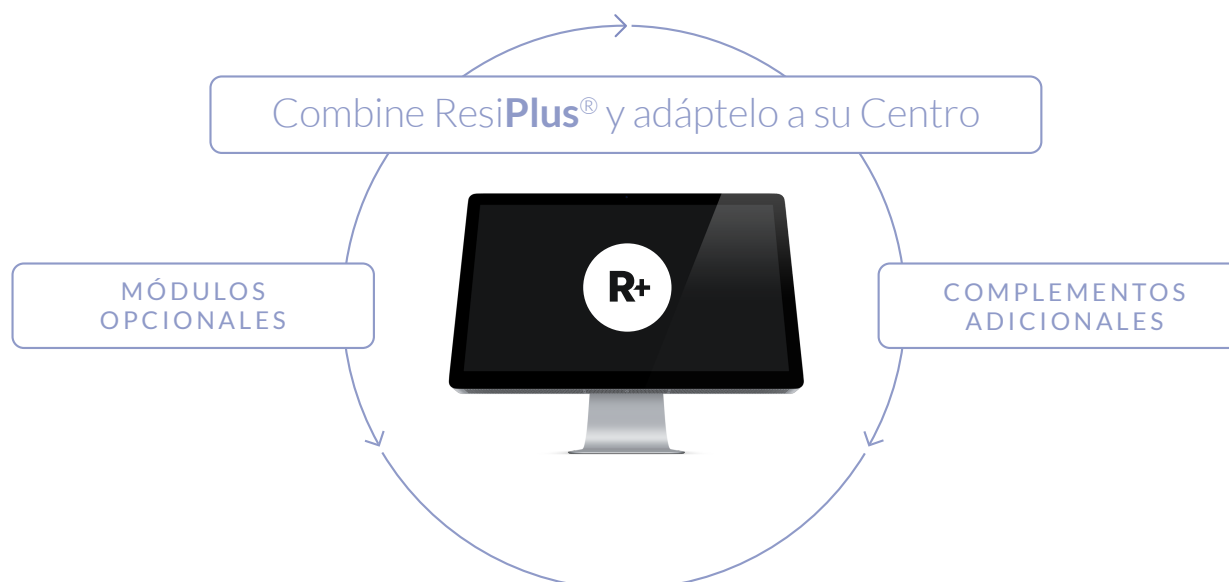 Combine ResiPlus® y adáptelo a su Centro
R+
MÓDULOS
OPCIONALES
COMPLEMENTOS
ADICIONALES